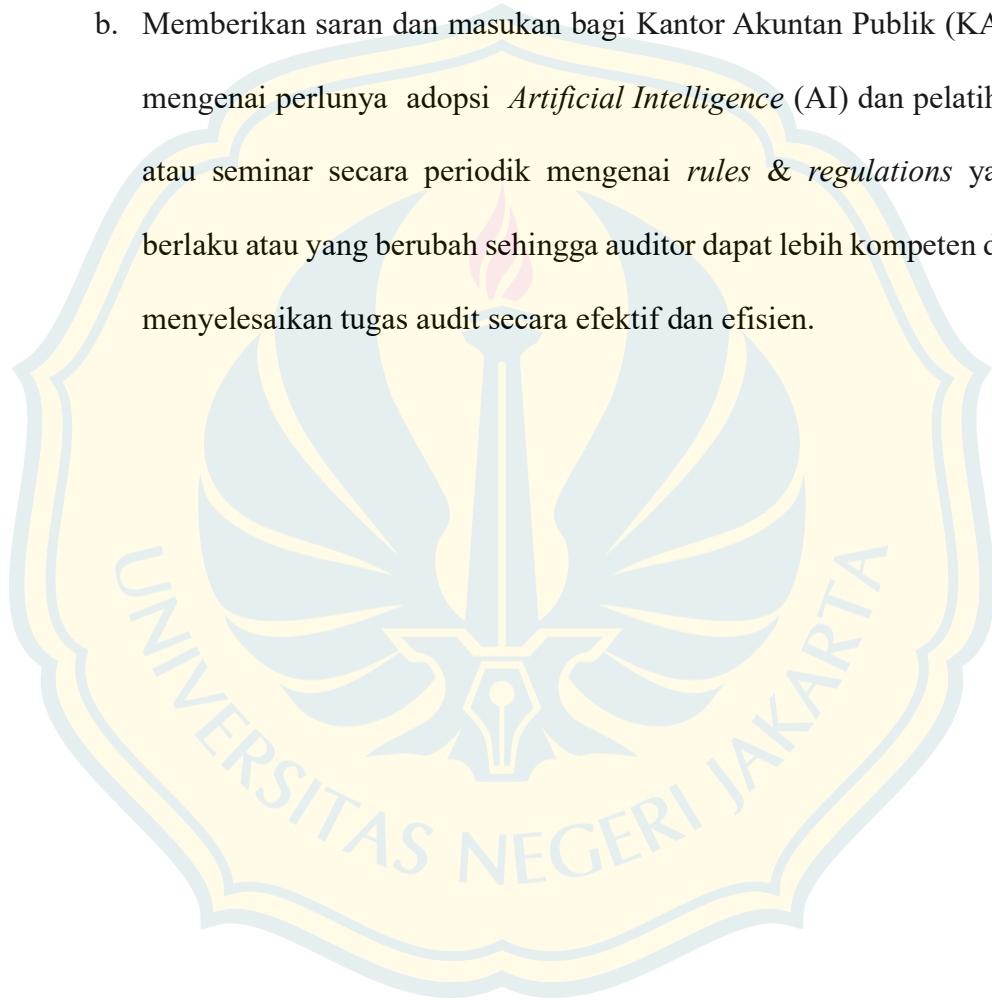 b. Memberikan saran dan masukan bagi Kantor Akuntan Publik (KA
mengenai perlunya adopsi Artificial Intelligence (AI) dan pelatih
atau seminar secara periodik mengenai rules & regulations ya
berlaku atau yang berubah sehingga auditor dapat lebih kompeten d
menyelesaikan tugas audit secara efektif dan efisien.
UNIVERSITAS NEGERI JAKARTA